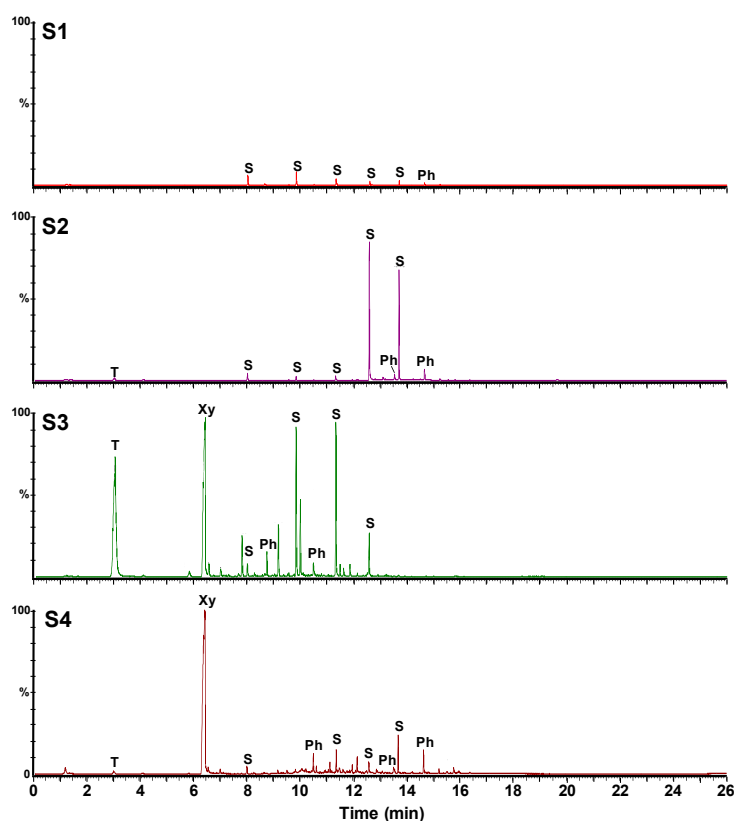 100
S1
%
S S S S S Ph
100
S2
%
T S S S S Ph S Ph
100
S3
%
T Xy S Ph S Ph S S
100
S4
%
0
T Xy S Ph S S Ph S Ph
0 2 4 6 8 10 12 14 16 18 20 22 24 26
Time (min)